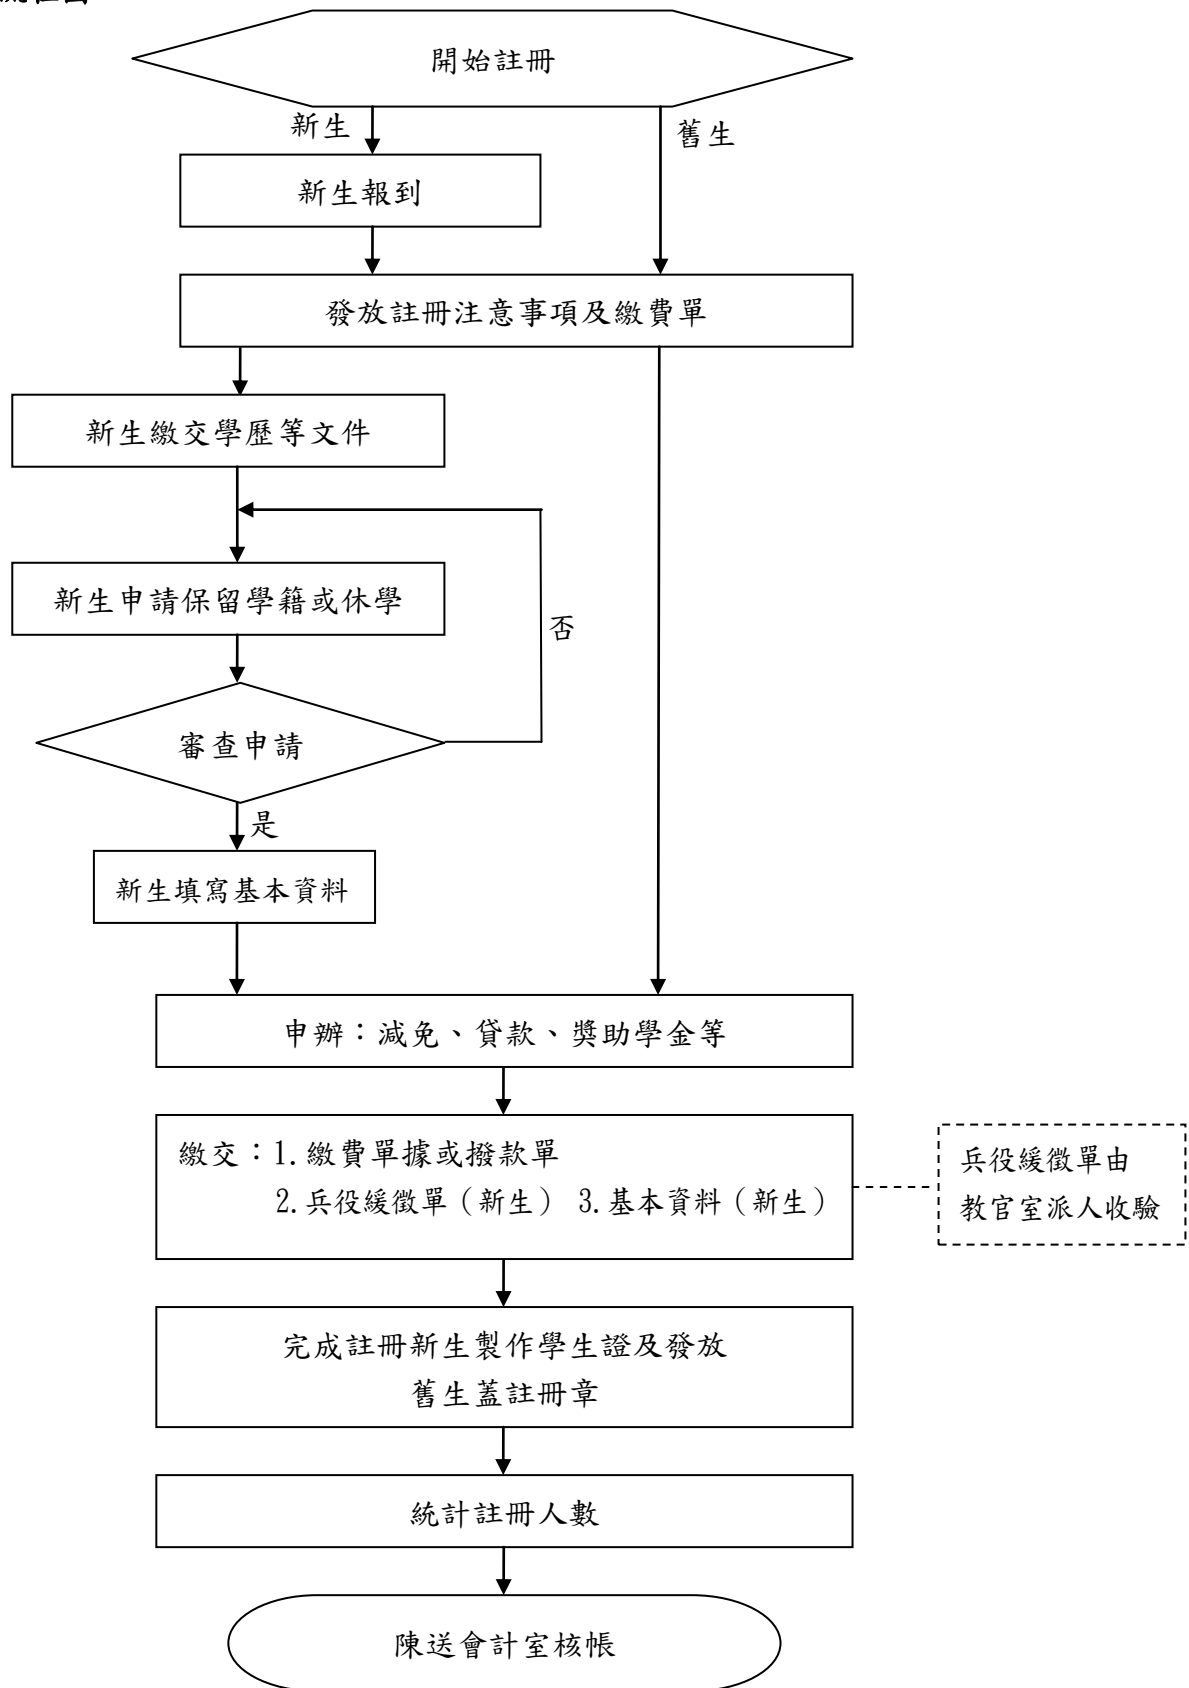 開始註冊
新生
舊生
新生報到
發放註冊注意事項及繳費單
新生繳交學歷等文件
新生申請保留學籍或休學
否
審查申請
是
新生填寫基本資料
申辦：減免、貸款、獎助學金等
繳交：1.繳費單據或撥款單
2.兵役緩徵單（新生） 3.基本資料（新生）
兵役緩徵單由
教官室派人收驗
完成註冊新生製作學生證及發放
舊生蓋註冊章
統計註冊人數
陳送會計室核帳